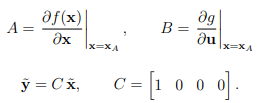 A = ∂f(𝐱)/∂𝐱 |𝐱=𝐱_A , B = ∂g/∂𝐮 |𝐱=𝐱_A
𝐲̃ = C 𝐱̃, C = [1 0 0 0] .